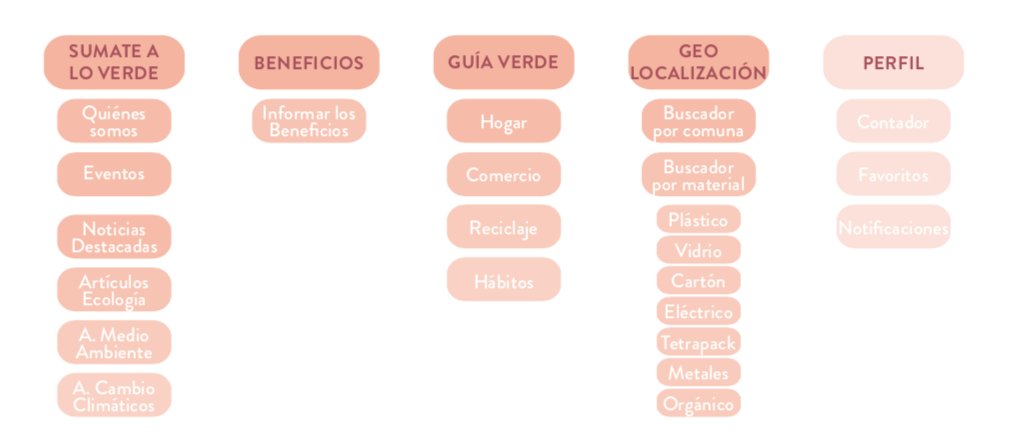 SUMATE A
LO VERDE
Quiénes
somos
Eventos
Noticias
Destacadas
Artículos
Ecología
A. Medio
Ambiente
A. Cambio
Climáticos
BENEFICIOS
Informar los
Beneficios
GUÍA VERDE
Hogar
Comercio
Reciclaje
Hábitos
GEO
LOCALIZACIÓN
Buscador
por comuna
Buscador
por material
Plástico
Vidrio
Cartón
Eléctrico
Tetrapack
Metales
Orgánico
PERFIL
Contador
Favoritos
Notificaciones